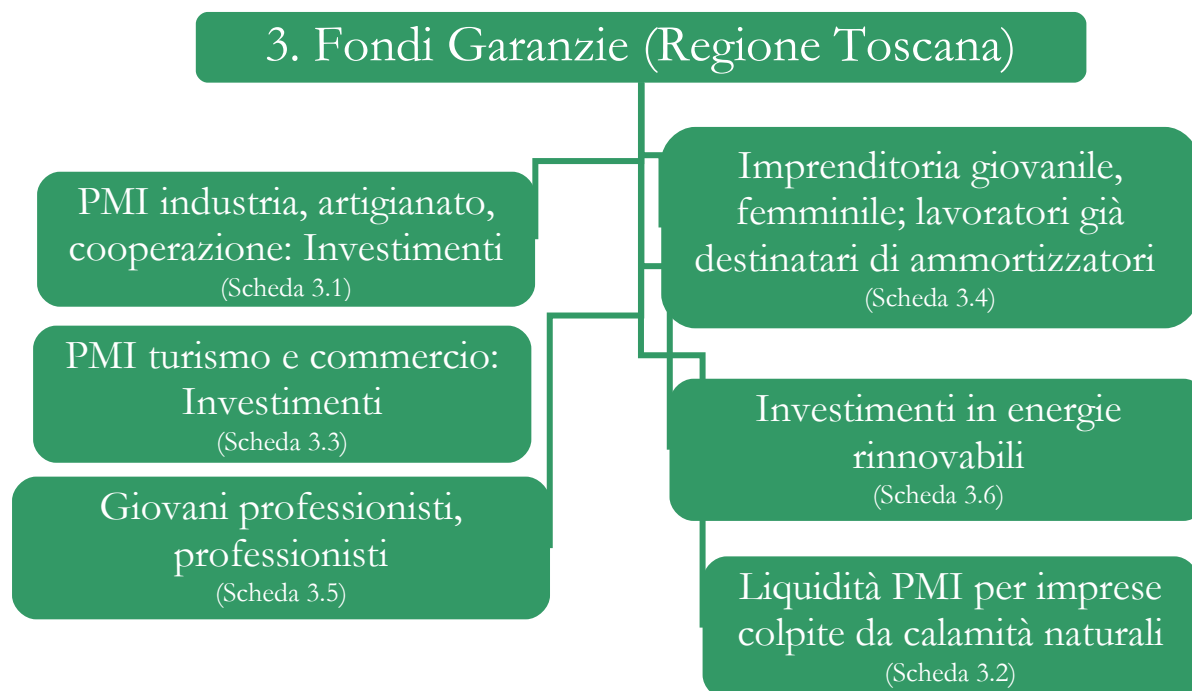 3. Fondi Garanzie (Regione Toscana)
PMI industria, artigianato,
cooperazione: Investimenti
(Scheda 3.1)
PMI turismo e commercio:
Investimenti
(Scheda 3.3)
Giovani professionisti,
professionisti
(Scheda 3.5)
Imprenditoria giovanile,
femminile; lavoratori già
destinatari di ammortizzatori
(Scheda 3.4)
Investimenti in energie
rinnovabili
(Scheda 3.6)
Liquidità PMI per imprese
colpite da calamità naturali
(Scheda 3.2)